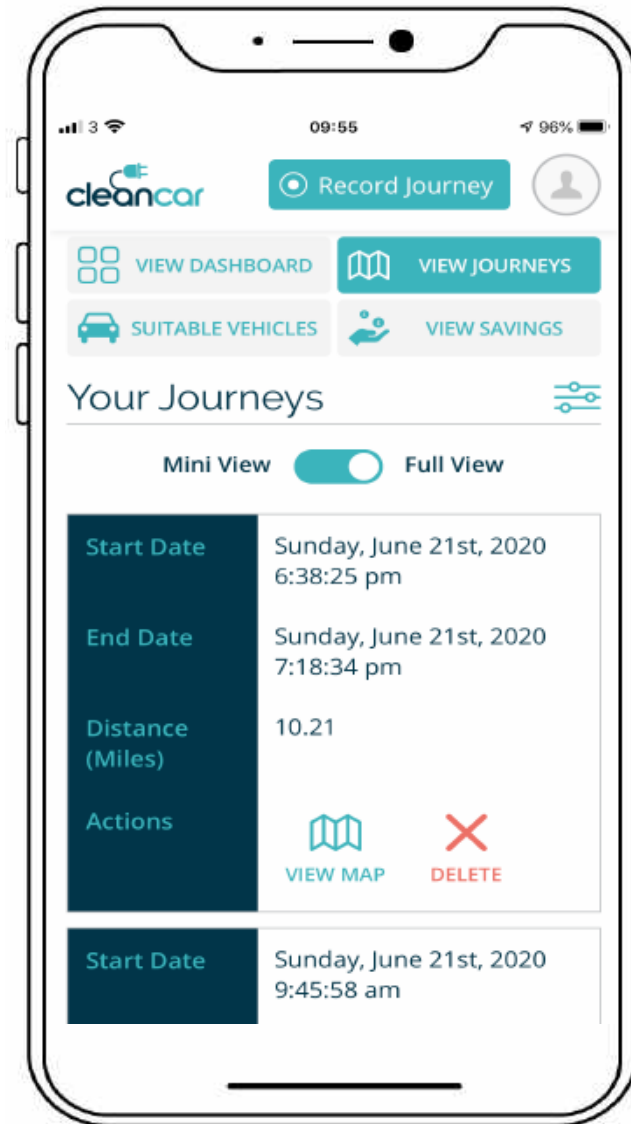 3
09:55
96%
cleancar
Record Journey
VIEW DASHBOARD
VIEW JOURNEYS
SUITABLE VEHICLES
VIEW SAVINGS
Your Journeys
Mini View
Full View
Start Date
Sunday, June 21st, 2020
6:38:25 pm
End Date
Sunday, June 21st, 2020
7:18:34 pm
Distance
(Miles)
10.21
Actions
VIEW MAP
DELETE
Start Date
Sunday, June 21st, 2020
9:45:58 am